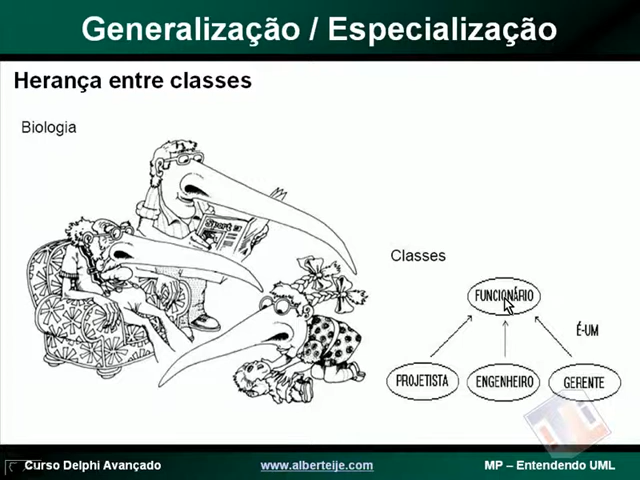 Generalização / Especialização
Herança entre classes
Biologia
Classes
FUNCIONÁRIO
É-UM
PROJETISTA
ENGENHEIRO
GERENTE
Curso Delphi Avançado
www.alberteije.com
MP – Entendendo UML